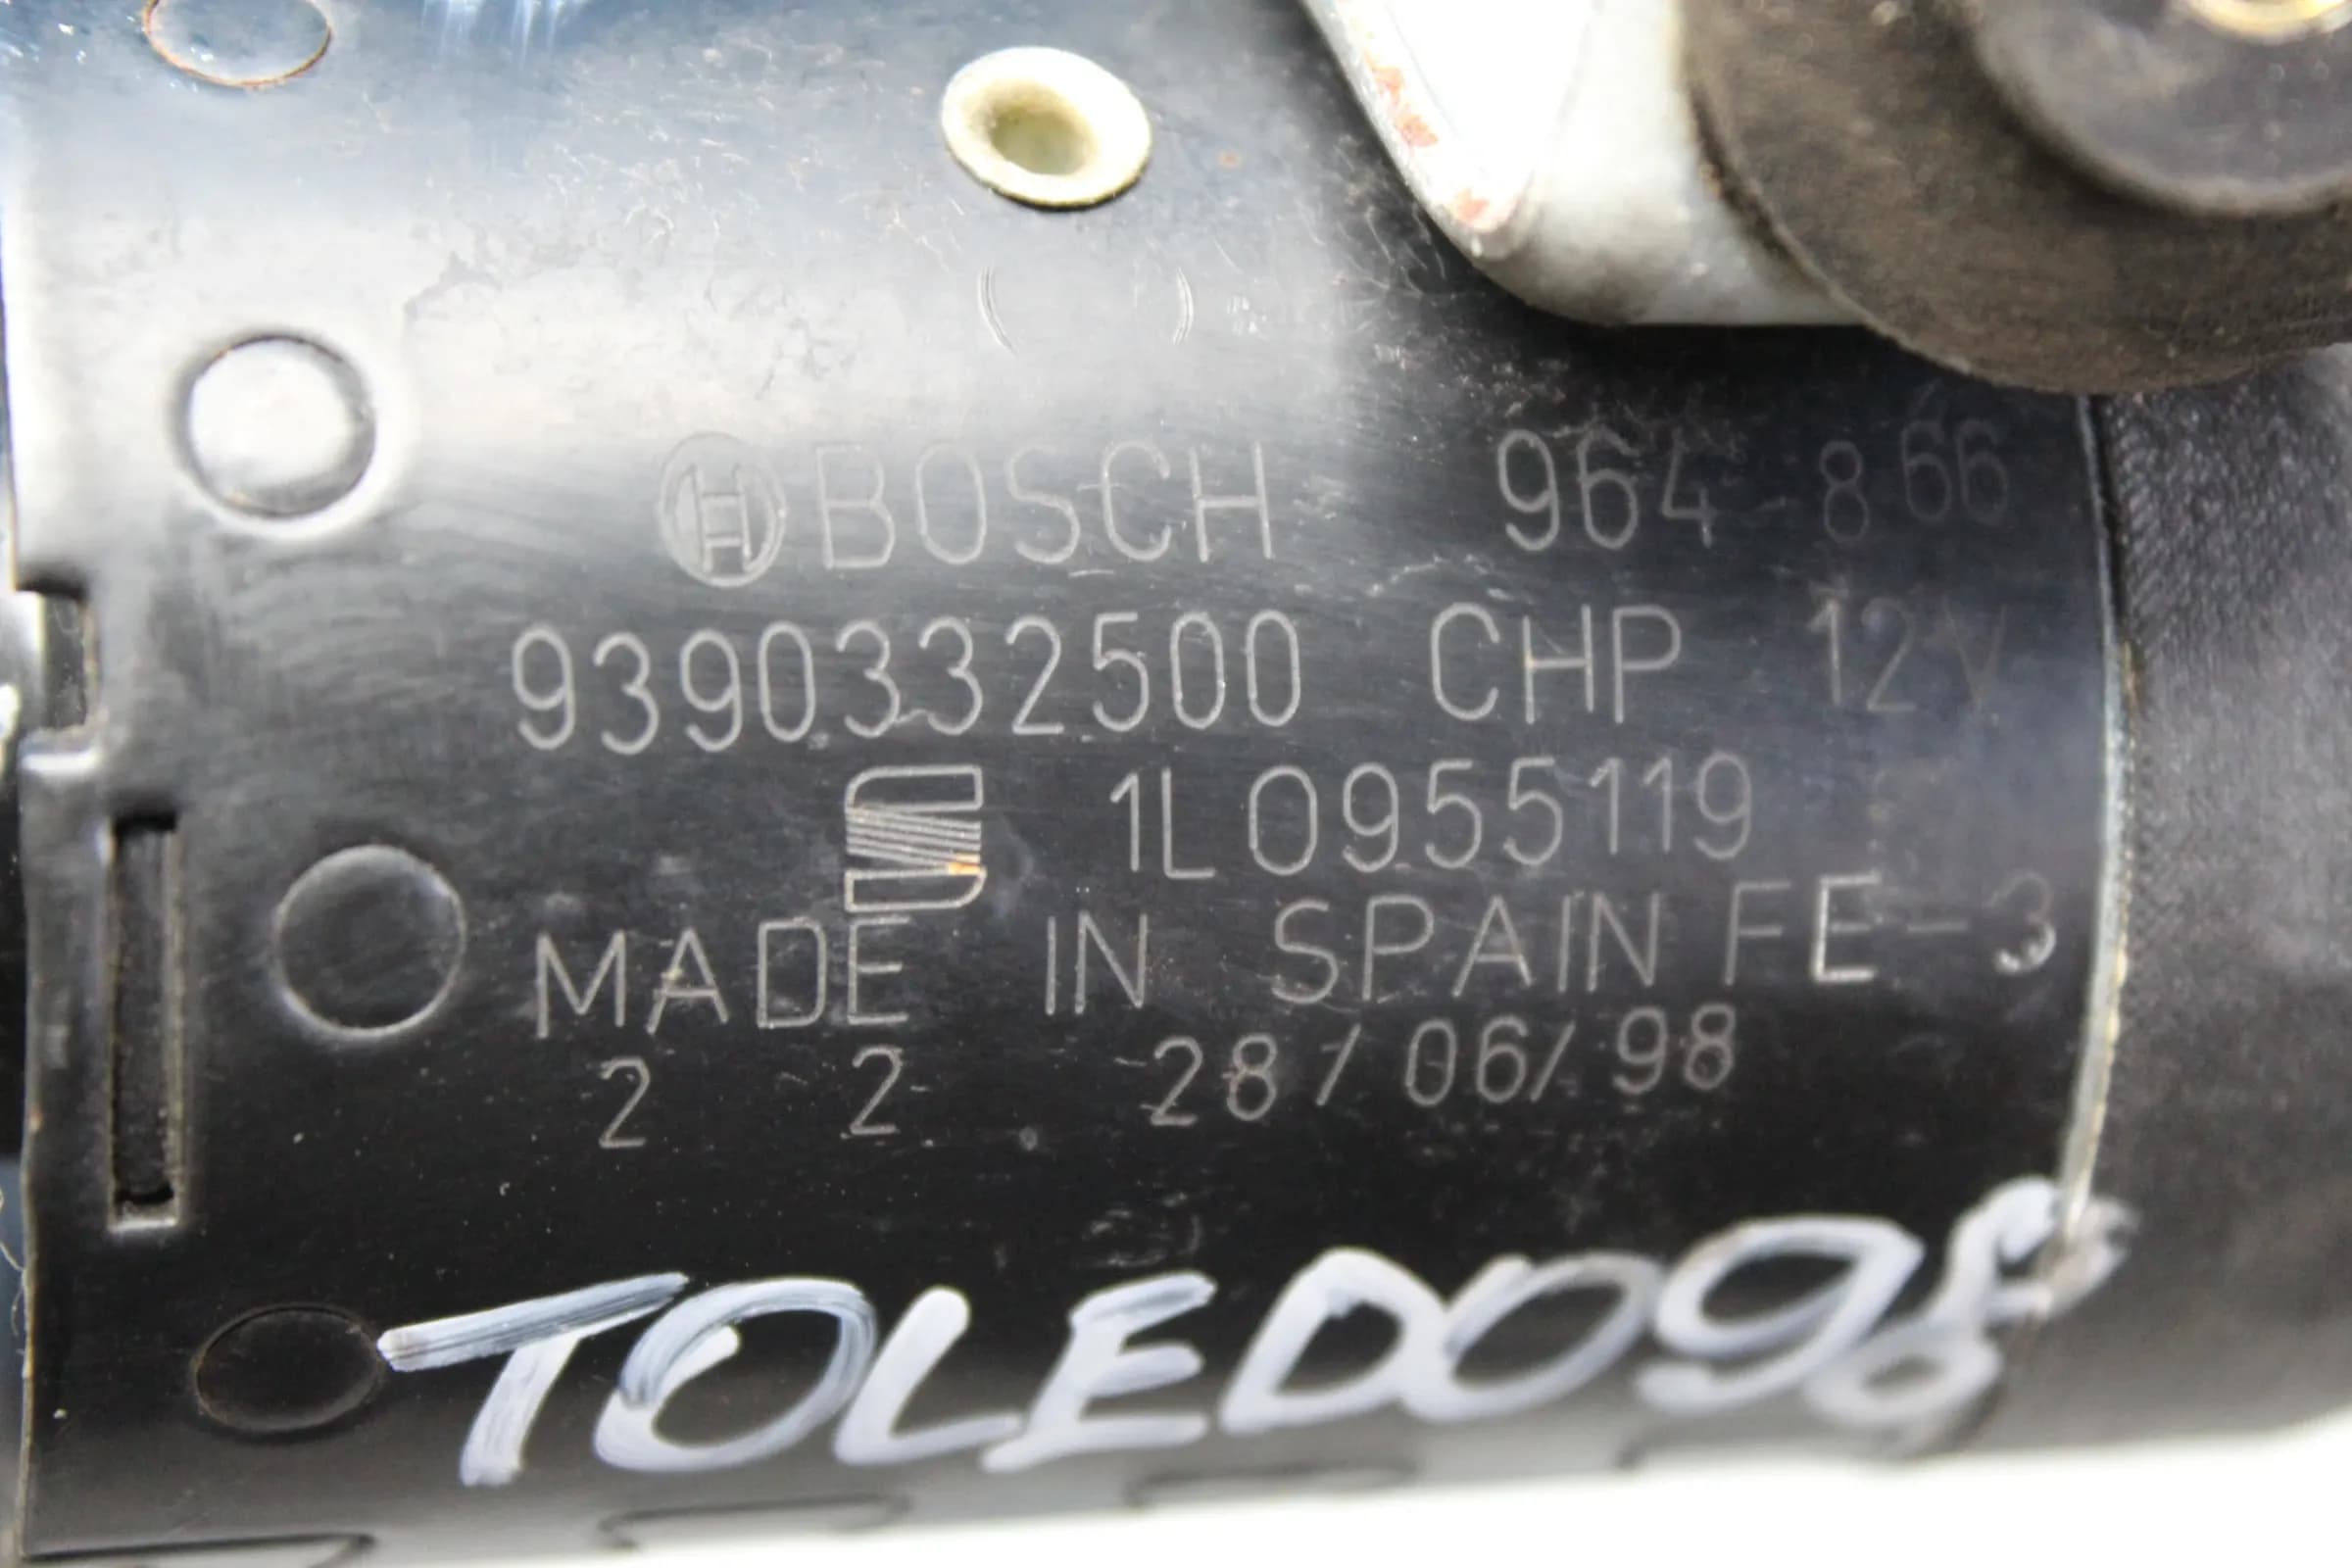 BOSCH 964 866
9390332500 CHP 12V
1L0955119
MADE IN SPAIN FE-3
2 2 28/06/98
TOLEDO98